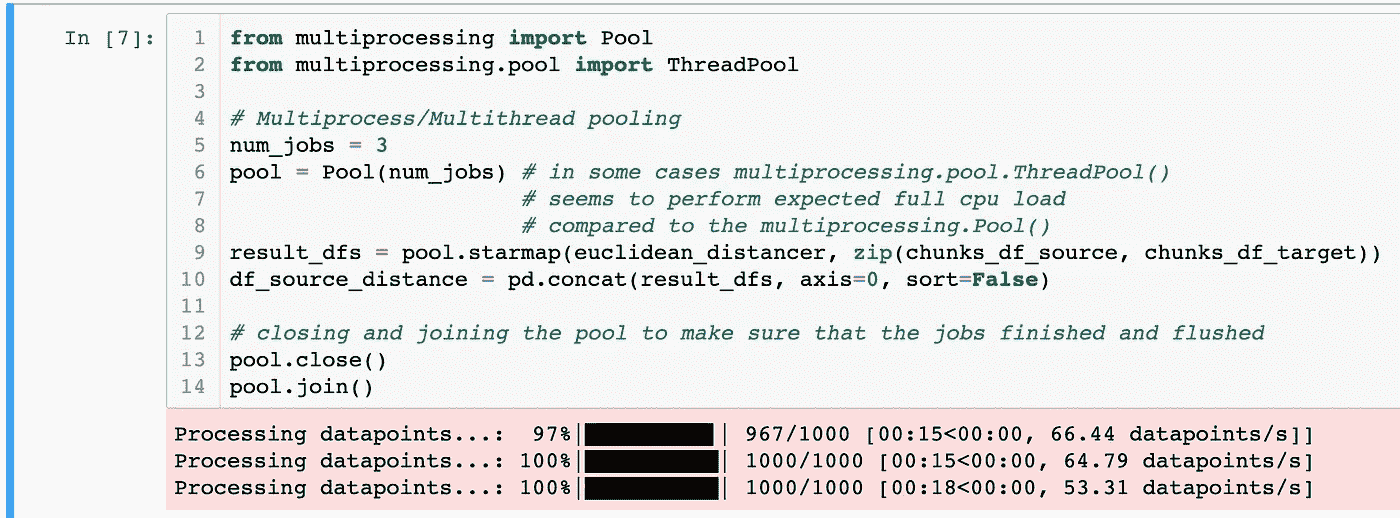 In [7]:
1 from multiprocessing import Pool
2 from multiprocessing.pool import ThreadPool
3
4 # Multiprocess/Multithread pooling
5 num_jobs = 3
6 pool = Pool(num_jobs) # in some cases multiprocessing.pool.ThreadPool()
7                       # seems to perform expected full cpu load
8                       # compared to the multiprocessing.Pool()
9 result_dfs = pool.starmap(euclidean_distancer, zip(chunks_df_source, chunks_df_target))
10 df_source_distance = pd.concat(result_dfs, axis=0, sort=False)
11
12 # closing and joining the pool to make sure that the jobs finished and flushed
13 pool.close()
14 pool.join()
Processing datapoints...:  97%|█████████▋| 967/1000 [00:15<00:00, 66.44 datapoints/s]]
Processing datapoints...: 100%|██████████| 1000/1000 [00:15<00:00, 64.79 datapoints/s]
Processing datapoints...: 100%|██████████| 1000/1000 [00:18<00:00, 53.31 datapoints/s]